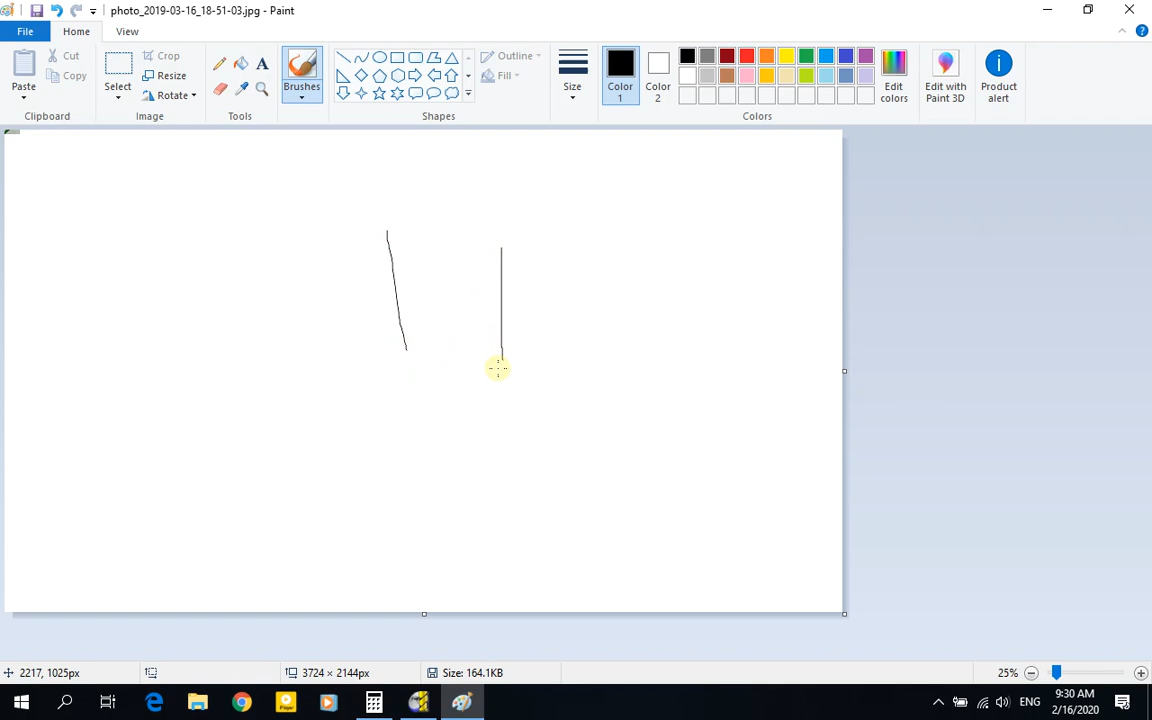 photo_2019-03-16_18-51-03.jpg - Paint
File
Home
View
Paste
Cut
Copy
Clipboard
Select
Crop
Resize
Rotate
Image
Tools
Brushes
Outline
Fill
Shapes
Size
Color 1
Color 2
Edit colors
Colors
Edit with Paint 3D
Product alert
2217, 1025px
3724 × 2144px
Size: 164.1KB
25%
ENG
9:30 AM
2/16/2020